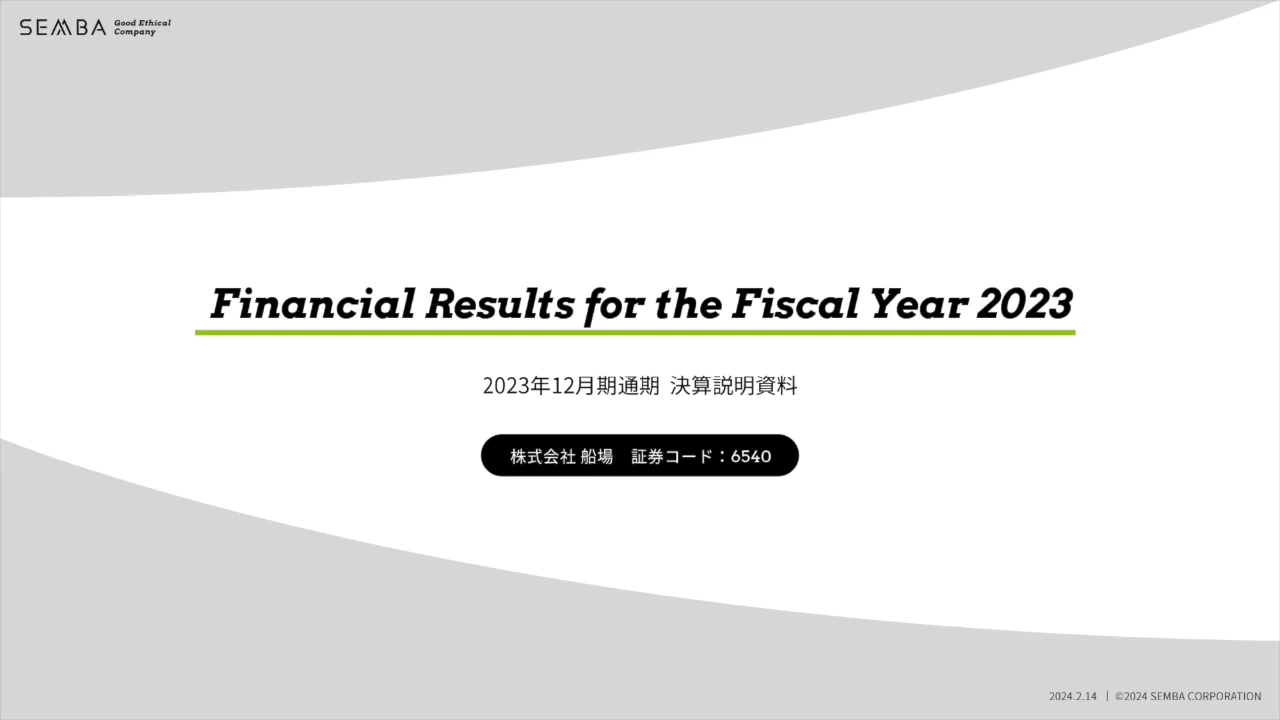 SEMBA
Good Ethical
Company
Financial Results for the Fiscal Year 2023
2023年12月期通期 決算説明資料
株式会社 船場　証券コード：6540
2024.2.14 | ©2024 SEMBA CORPORATION